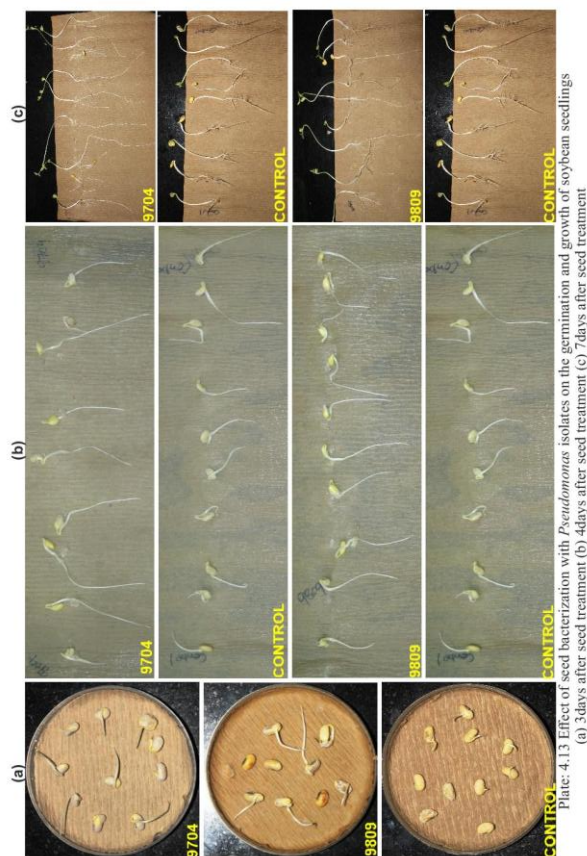 (a)
(b)
(c)
9704
9809
CONTROL
9704
CONTROL
9809
CONTROL
9704
CONTROL
9809
CONTROL
Plate: 4.13 Effect of seed bacterization with Pseudomonas isolates on the germination and growth of soybean seedlings
(a) 3days after seed treatment (b) 4days after seed treatment (c) 7days after seed treatment